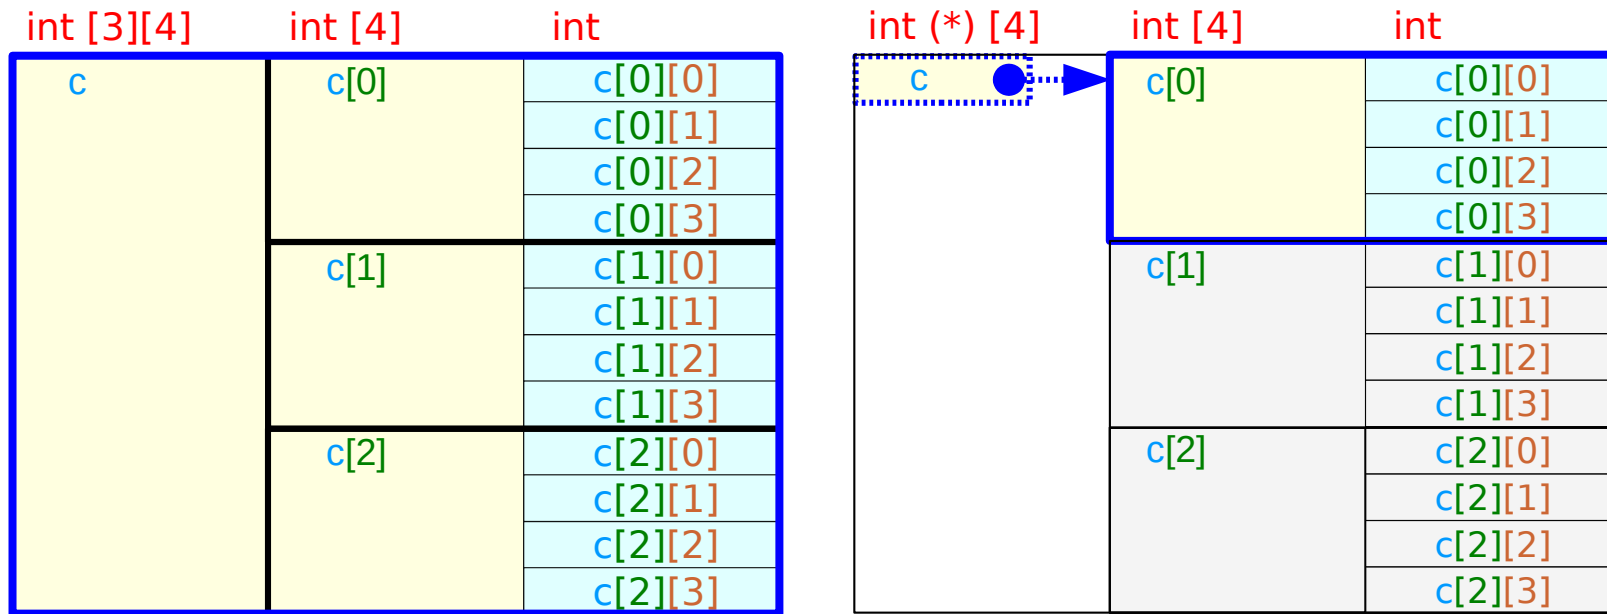 int [3][4] int [4] int int (*) [4] int [4] int
c c[0] c[0][0] c c[0] c[0][0]
c[0][1] c[0][1]
c[0][2] c[0][2]
c[0][3] c[0][3]
c[1] c[1][0] c[1] c[1][0]
c[1][1] c[1][1]
c[1][2] c[1][2]
c[1][3] c[1][3]
c[2] c[2][0] c[2] c[2][0]
c[2][1] c[2][1]
c[2][2] c[2][2]
c[2][3] c[2][3]